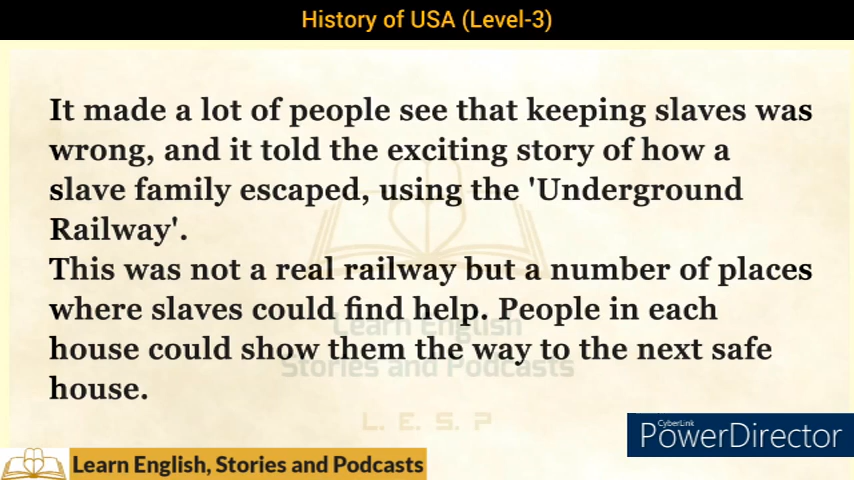 History of USA (Level-3)
It made a lot of people see that keeping slaves was
wrong, and it told the exciting story of how a
slave family escaped, using the 'Underground
Railway'.
This was not a real railway but a number of places
where slaves could find help. People in each
house could show them the way to the next safe
house.
Learn English
Stories and Podcasts
L. E. S. P
CyberLink
PowerDirector
Learn English, Stories and Podcasts